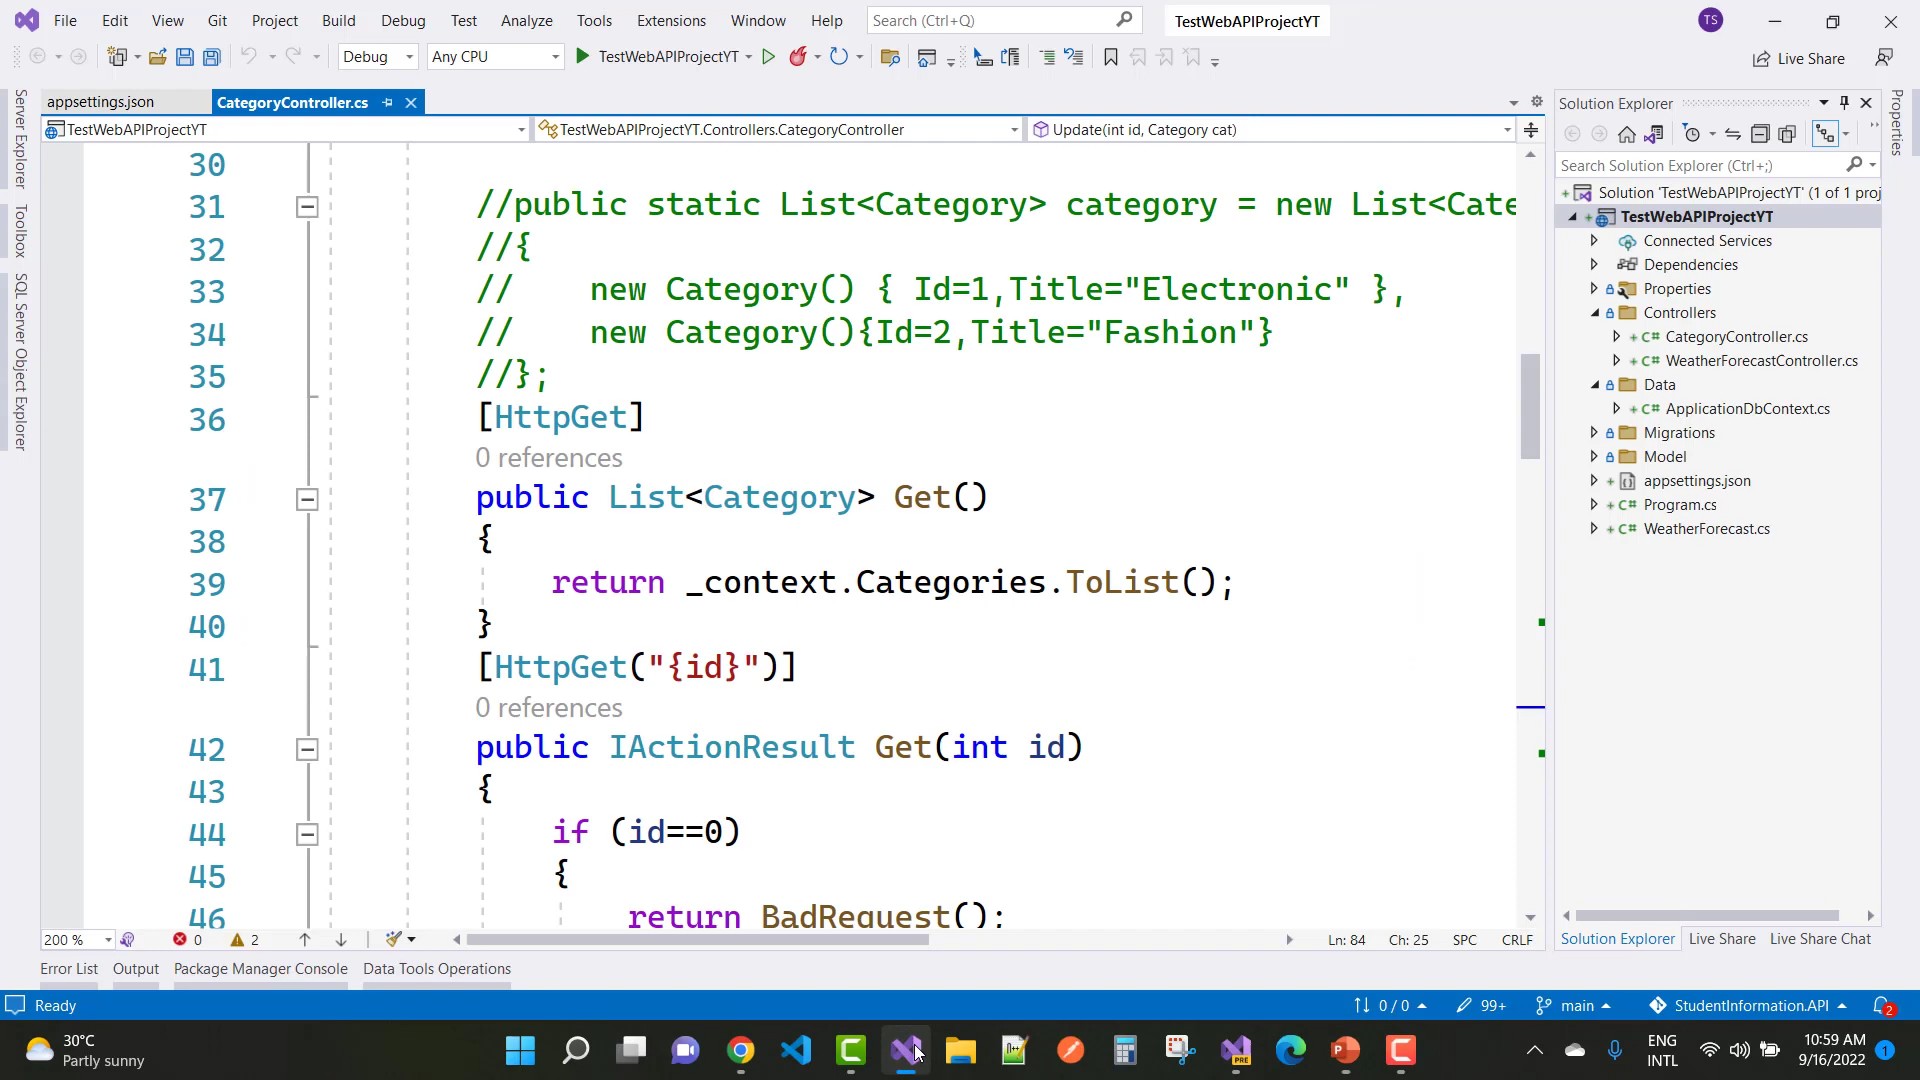 File Edit View Git Project Build Debug Test Analyze Tools Extensions Window Help Search (Ctrl+Q) TestWebAPIProjectYT TS
Debug Any CPU TestWebAPIProjectYT Live Share
appsettings.json CategoryController.cs
TestWebAPIProjectYT TestWebAPIProjectYT.Controllers.CategoryController Update(int id, Category cat)
Server Explorer
Toolbox
SQL Server Object Explorer
30
31 //public static List<Category> category = new List<Cate
32 //{
33 //    new Category() { Id=1,Title="Electronic" },
34 //    new Category(){Id=2,Title="Fashion"}
35 //};
36 [HttpGet]
0 references
37 public List<Category> Get()
38 {
39 return _context.Categories.ToList();
40 }
41 [HttpGet("{id}")]
0 references
42 public IActionResult Get(int id)
43 {
44 if (id==0)
45 {
46 return BadRequest();
200 % 0 2 Ln: 84 Ch: 25 SPC CRLF
Solution Explorer
Search Solution Explorer (Ctrl+;)
Solution 'TestWebAPIProjectYT' (1 of 1 proj
TestWebAPIProjectYT
Connected Services
Dependencies
Properties
Controllers
C# CategoryController.cs
C# WeatherForecastController.cs
Data
C# ApplicationDbContext.cs
Migrations
Model
appsettings.json
C# Program.cs
C# WeatherForecast.cs
Solution Explorer Live Share Live Share Chat
Properties
Error List Output Package Manager Console Data Tools Operations
Ready 0 / 0 99+ main StudentInformation.API 2
30°C
Partly sunny
PRE
ENG
INTL
10:59 AM
9/16/2022
1